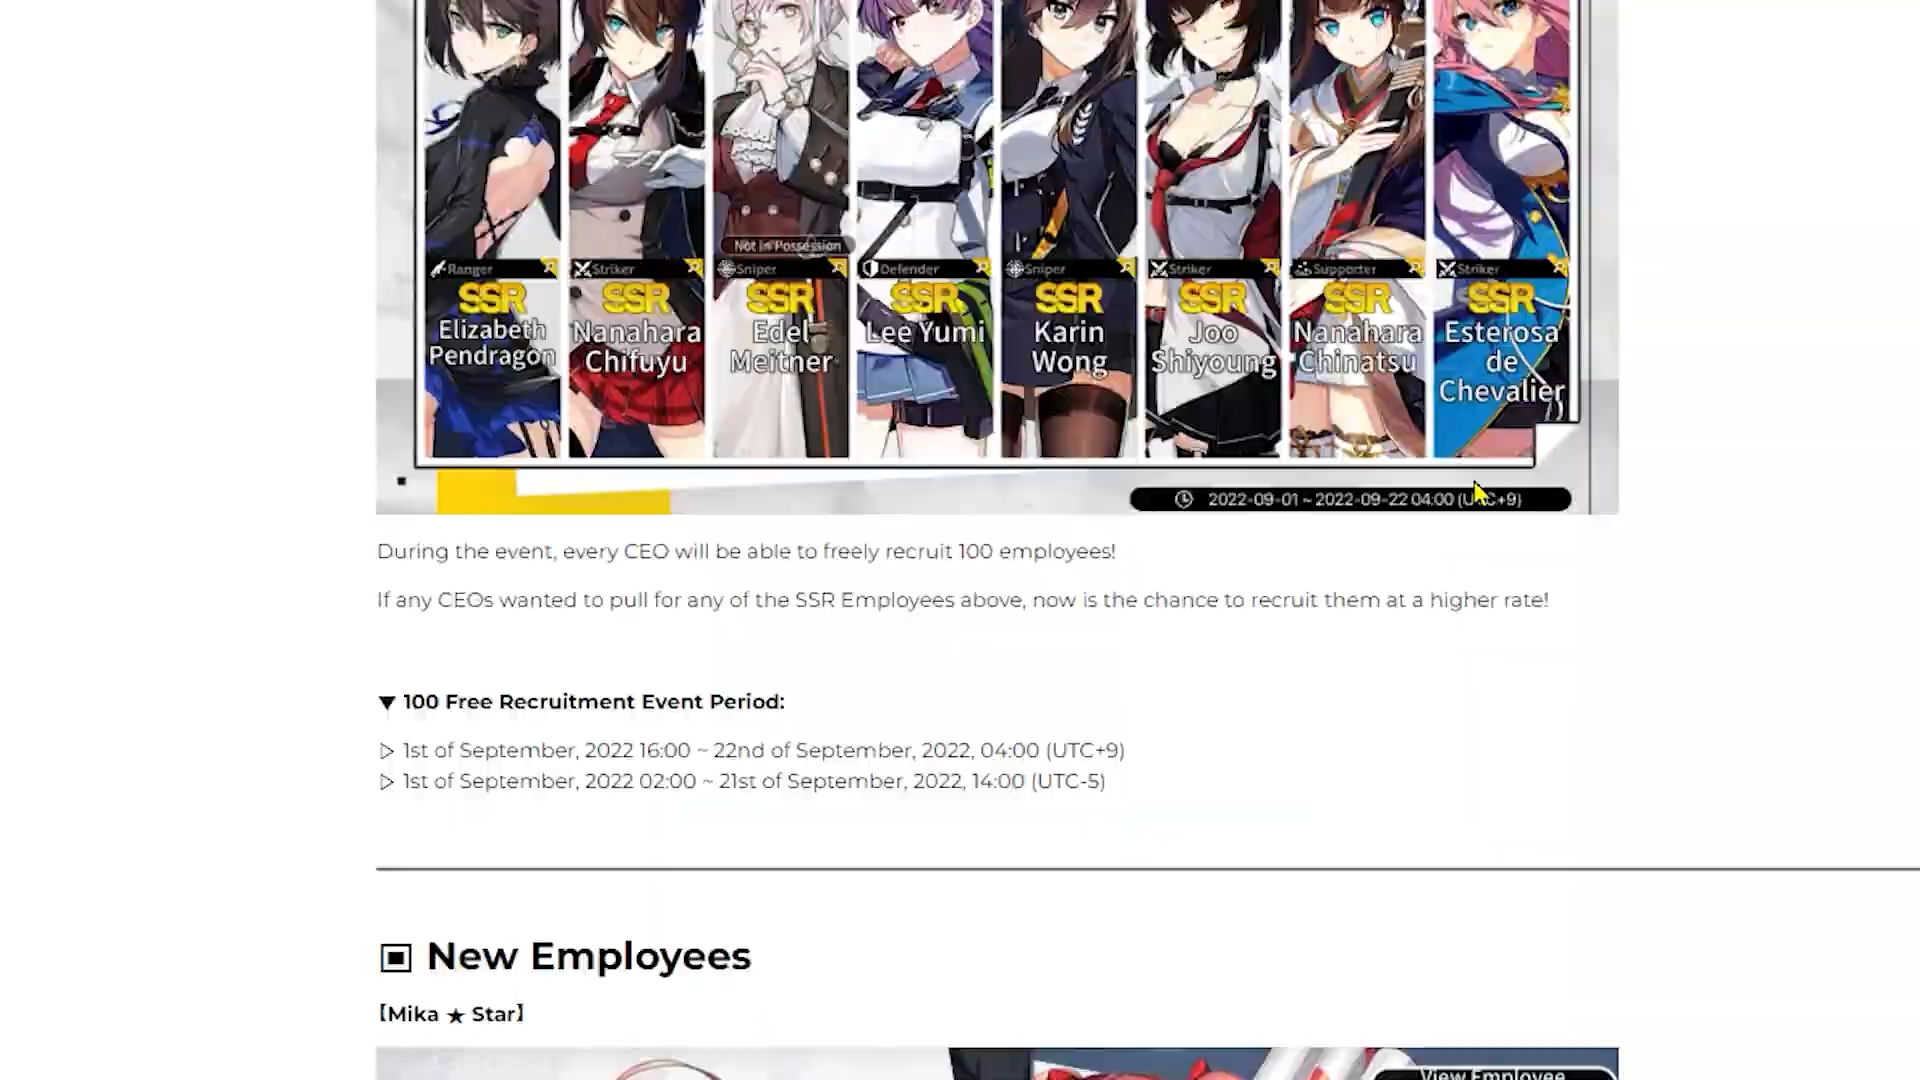 Not In Possession
Ranger Striker Sniper Defender Sniper Striker Supporter Striker
SSR SSR SSR SSR SSR SSR SSR SSR
Elizabeth Pendragon
Nanahara Chifuyu
Edel Meitner
Lee Yumi
Karin Wong
Joo Shiyoung
Nanahara Chinatsu
Esterosa de Chevalier
2022-09-01 ~ 2022-09-22 04:00 (UTC+9)
During the event, every CEO will be able to freely recruit 100 employees!
If any CEOs wanted to pull for any of the SSR Employees above, now is the chance to recruit them at a higher rate!
▼ 100 Free Recruitment Event Period:
▷ 1st of September, 2022 16:00 ~ 22nd of September, 2022, 04:00 (UTC+9)
▷ 1st of September, 2022 02:00 ~ 21st of September, 2022, 14:00 (UTC-5)
▣ New Employees
【Mika ★ Star】
View Employee